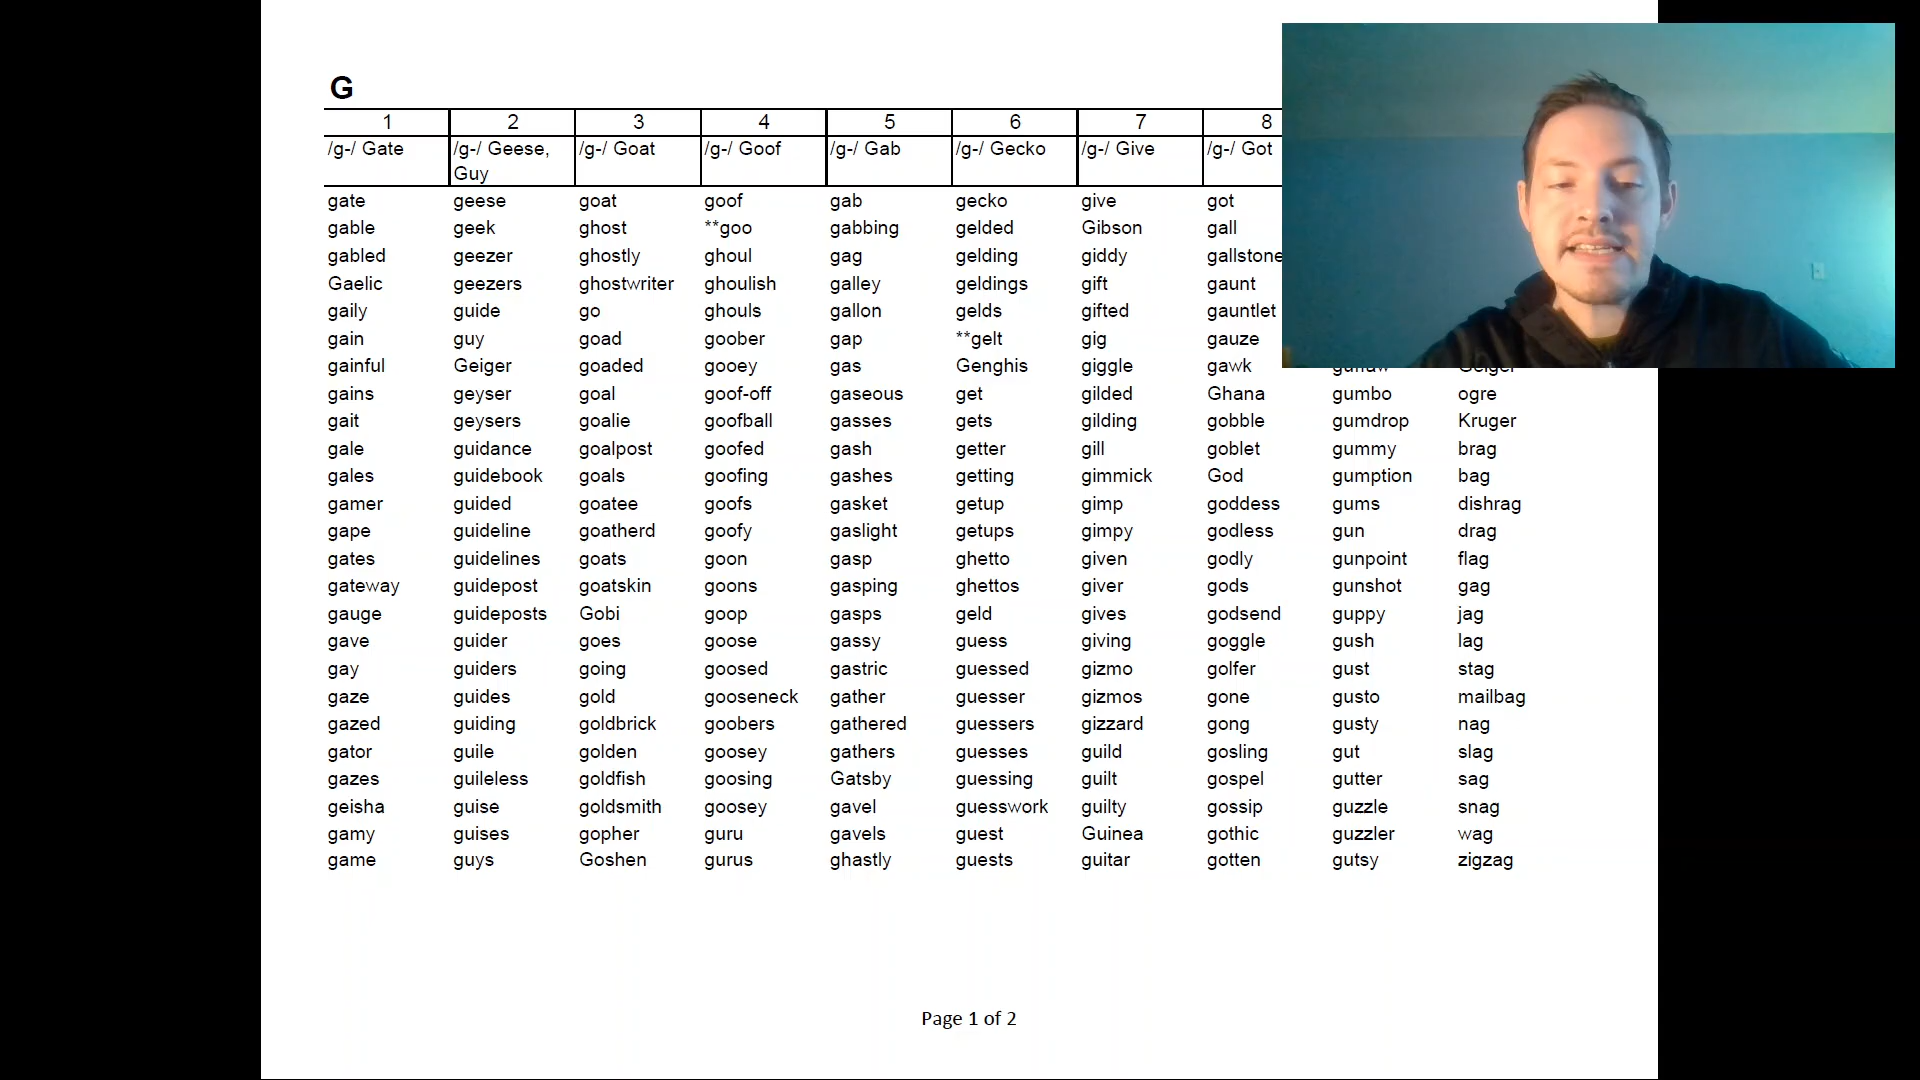 G
1 2 3 4 5 6 7 8
/g-/ Gate /g-/ Geese, Guy /g-/ Goat /g-/ Goof /g-/ Gab /g-/ Gecko /g-/ Give /g-/ Got
gate geese goat goof gab gecko give got
gable geek ghost **goo gabbing gelded Gibson gall
gabled geezer ghostly ghoul gag gelding giddy gallstone
Gaelic geezers ghostwriter ghoulish galley geldings gift gaunt
gaily guide go ghouls gallon gelds gifted gauntlet
gain guy goad goober gap **gelt gig gauze
gainful Geiger goaded gooey gas Genghis giggle gawk guffaw Geiger
gains geyser goal goof-off gaseous get gilded Ghana gumbo ogre
gait geysers goalie goofball gasses gets gilding gobble gumdrop Kruger
gale guidance goalpost goofed gash getter gill goblet gummy brag
gales guidebook goals goofing gashes getting gimmick God gumption bag
gamer guided goatee goofs gasket getup gimp goddess gums dishrag
gape guideline goatherd goofy gaslight getups gimpy godless gun drag
gates guidelines goats goon gasp ghetto given godly gunpoint flag
gateway guidepost goatskin goons gasping ghettos giver gods gunshot gag
gauge guideposts Gobi goop gasps geld gives godsend guppy jag
gave guider goes goose gassy guess giving goggle gush lag
gay guiders going goosed gastric guessed gizmo golfer gust stag
gaze guides gold gooseneck gather guesser gizmos gone gusto mailbag
gazed guiding goldbrick goobers gathered guessers gizzard gong gusty nag
gator guile golden goosey gathers guesses guild gosling gut slag
gazes guileless goldfish goosing Gatsby guessing guilt gospel gutter sag
geisha guise goldsmith goosey gavel guesswork guilty gossip guzzle snag
gamy guises gopher guru gavels guest Guinea gothic guzzler wag
game guys Goshen gurus ghastly guests guitar gotten gutsy zigzag
Page 1 of 2